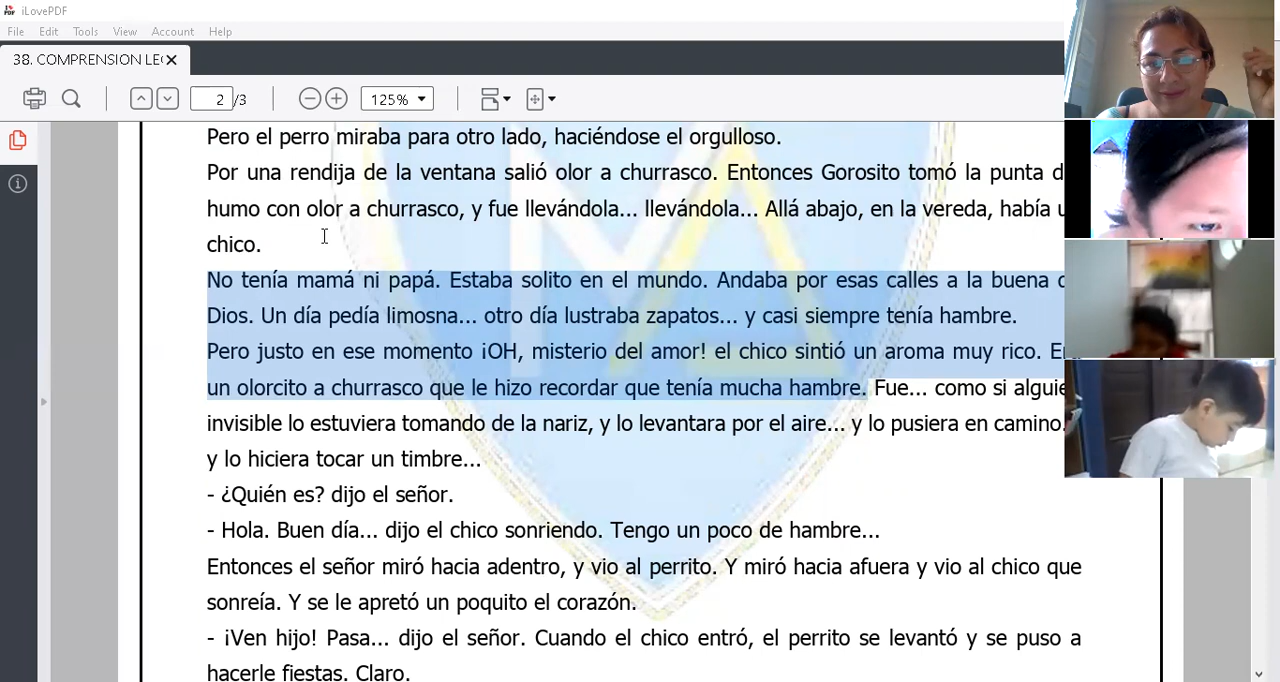 iLovePDF
File Edit Tools View Account Help
38. COMPRENSION LE
2 /3 125%
Pero el perro miraba para otro lado, haciéndose el orgulloso.
Por una rendija de la ventana salió olor a churrasco. Entonces Gorosito tomó la punta d
humo con olor a churrasco, y fue llevándola... llevándola... Allá abajo, en la vereda, había u
chico.
No tenía mamá ni papá. Estaba solito en el mundo. Andaba por esas calles a la buena d
Dios. Un día pedía limosna... otro día lustraba zapatos... y casi siempre tenía hambre.
Pero justo en ese momento ¡OH, misterio del amor! el chico sintió un aroma muy rico. Era
un olorcito a churrasco que le hizo recordar que tenía mucha hambre. Fue... como si alguie
invisible lo estuviera tomando de la nariz, y lo levantara por el aire... y lo pusiera en camino.
y lo hiciera tocar un timbre...
- ¿Quién es? dijo el señor.
- Hola. Buen día... dijo el chico sonriendo. Tengo un poco de hambre...
Entonces el señor miró hacia adentro, y vio al perrito. Y miró hacia afuera y vio al chico que
sonreía. Y se le apretó un poquito el corazón.
- ¡Ven hijo! Pasa... dijo el señor. Cuando el chico entró, el perrito se levantó y se puso a
hacerle fiestas. Claro.